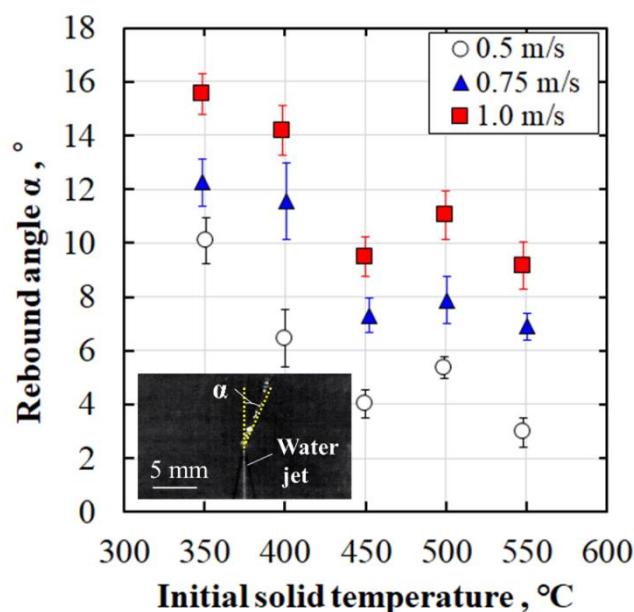 18
16
14
12
10
8
6
4
2
0
Rebound angle α , °
0.5 m/s
0.75 m/s
1.0 m/s
α
Water
jet
5 mm
300 350 400 450 500 550 600
Initial solid temperature , °C